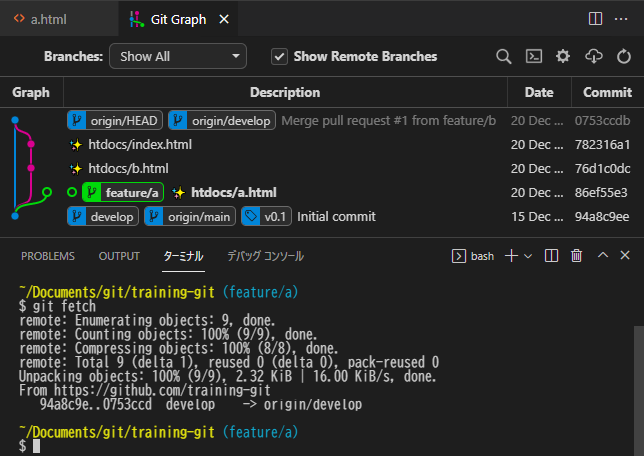 <> a.html Git Graph ×
Branches: Show All Show Remote Branches
Graph Description Date Commit
origin/HEAD origin/develop Merge pull request #1 from feature/b 20 Dec ... 0753ccdb
✨ htdocs/index.html 20 Dec ... 782316a1
✨ htdocs/b.html 20 Dec ... 76d1c0dc
feature/a ✨ htdocs/a.html 20 Dec ... 86ef55e3
develop origin/main v0.1 Initial commit 15 Dec ... 94a8c9ee
PROBLEMS OUTPUT ターミナル デバッグ コンソール bash
~/Documents/git/training-git (feature/a)
$ git fetch
remote: Enumerating objects: 9, done.
remote: Counting objects: 100% (9/9), done.
remote: Compressing objects: 100% (8/8), done.
remote: Total 9 (delta 1), reused 0 (delta 0), pack-reused 0
Unpacking objects: 100% (9/9), 2.32 KiB | 16.00 KiB/s, done.
From https://github.com/training-git
94a8c9e..0753ccd develop -> origin/develop
~/Documents/git/training-git (feature/a)
$